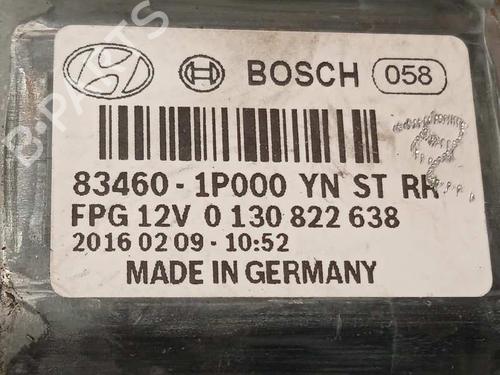 BOSCH 058
83460-1P000 YN ST RH
FPG 12V 0 130 822 638
2016 02 09-10:52
MADE IN GERMANY
B-PARTS